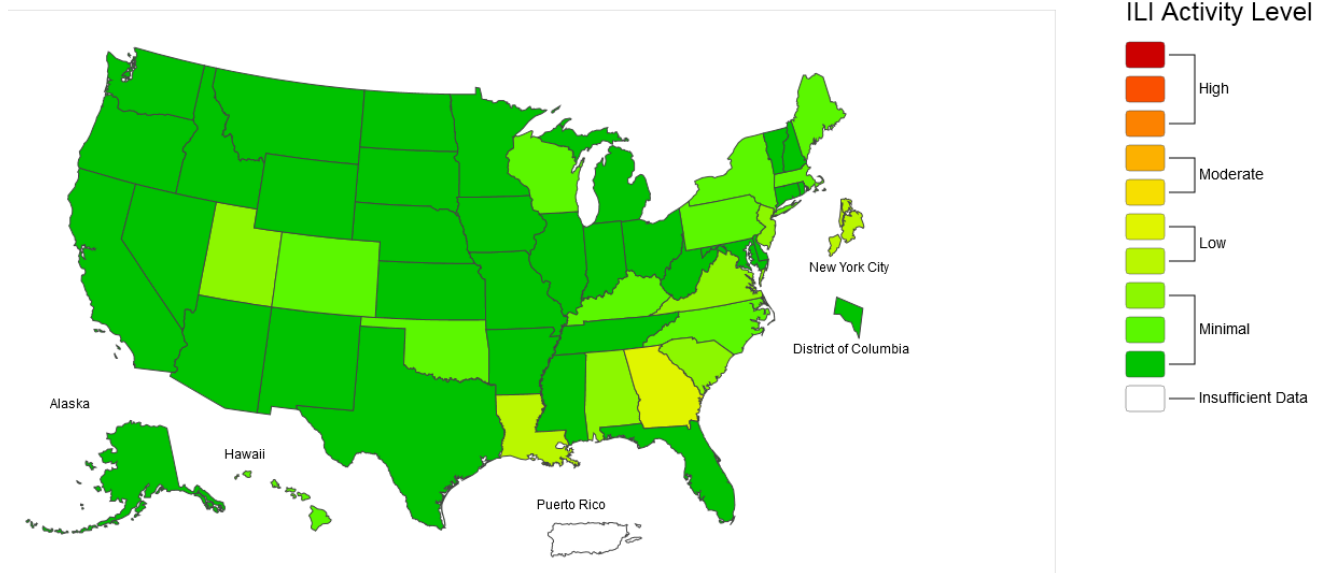 ILI Activity Level
High
Moderate
Low
Minimal
Insufficient Data
New York City
District of Columbia
Alaska
Hawaii
Puerto Rico